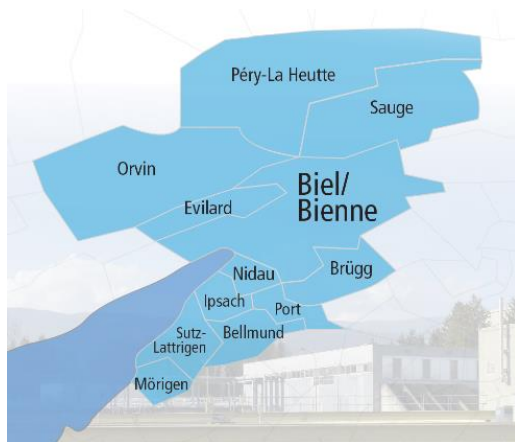 Péry-La Heutte
Sauge
Orvin
Biel/
Bienne
Evilard
Nidau
Brügg
Ipsach
Port
Sutz-
Lattrigen
Bellmund
Mörigen